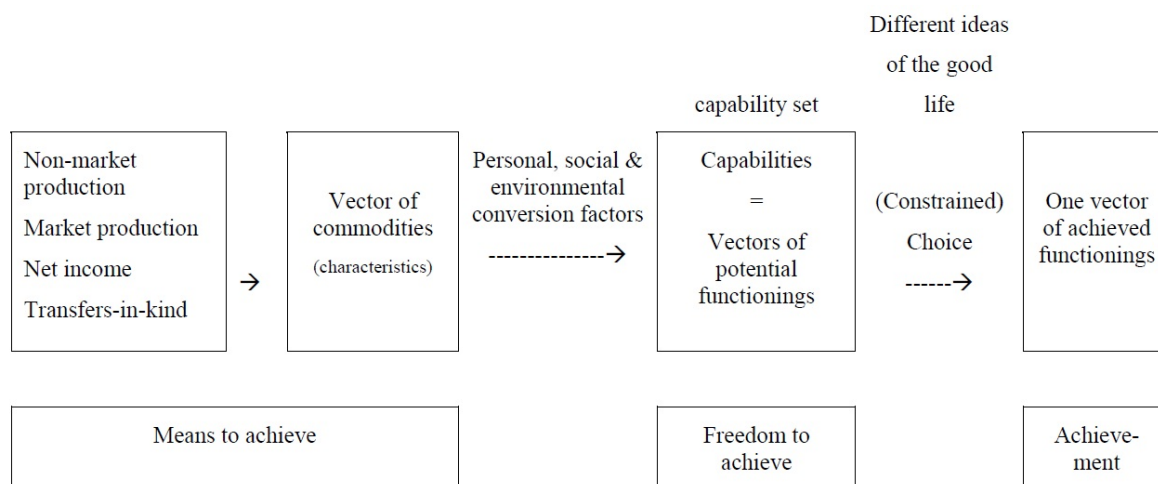 Different ideas
of the good
life
capability set
Non-market
production
Market production
Net income
Transfers-in-kind
→
Vector of
commodities
(characteristics)
Personal, social &
environmental
conversion factors
---------------→
Capabilities
=
Vectors of
potential
functionings
(Constrained)
Choice
------→
One vector
of achieved
functionings
Means to achieve
Freedom to
achieve
Achieve-
ment